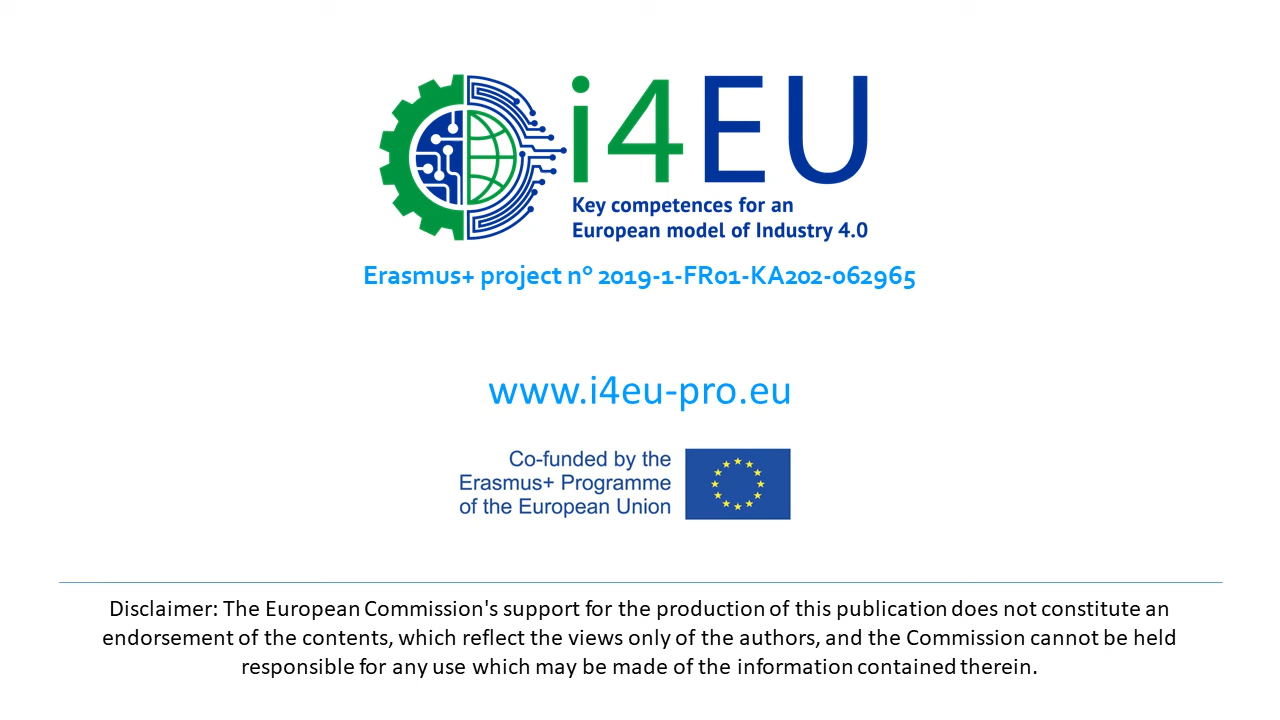 i4EU
Key competences for an
European model of Industry 4.0
Erasmus+ project n° 2019-1-FR01-KA202-062965
www.i4eu-pro.eu
Co-funded by the
Erasmus+ Programme
of the European Union
Disclaimer: The European Commission's support for the production of this publication does not constitute an
endorsement of the contents, which reflect the views only of the authors, and the Commission cannot be held
responsible for any use which may be made of the information contained therein.